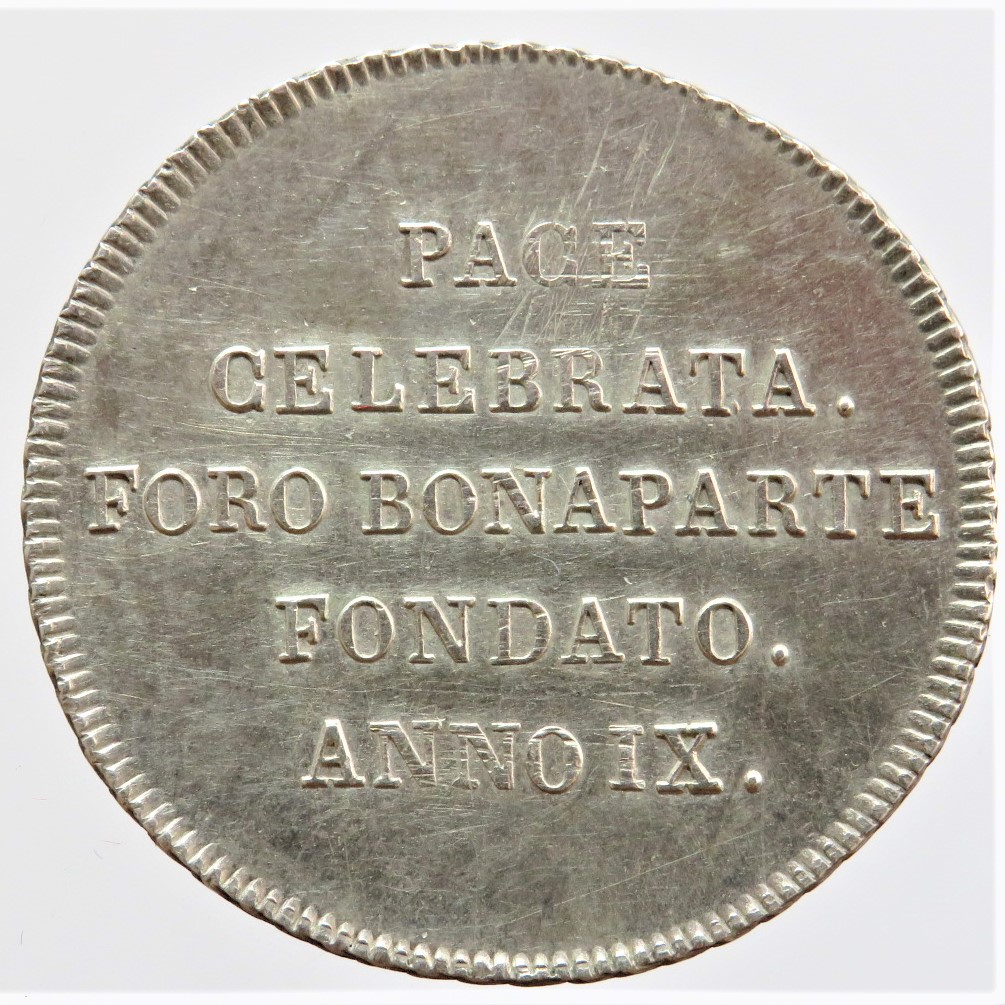 PACE
CELEBRATA.
FORO BONAPARTE
FONDATO.
ANNO IX.